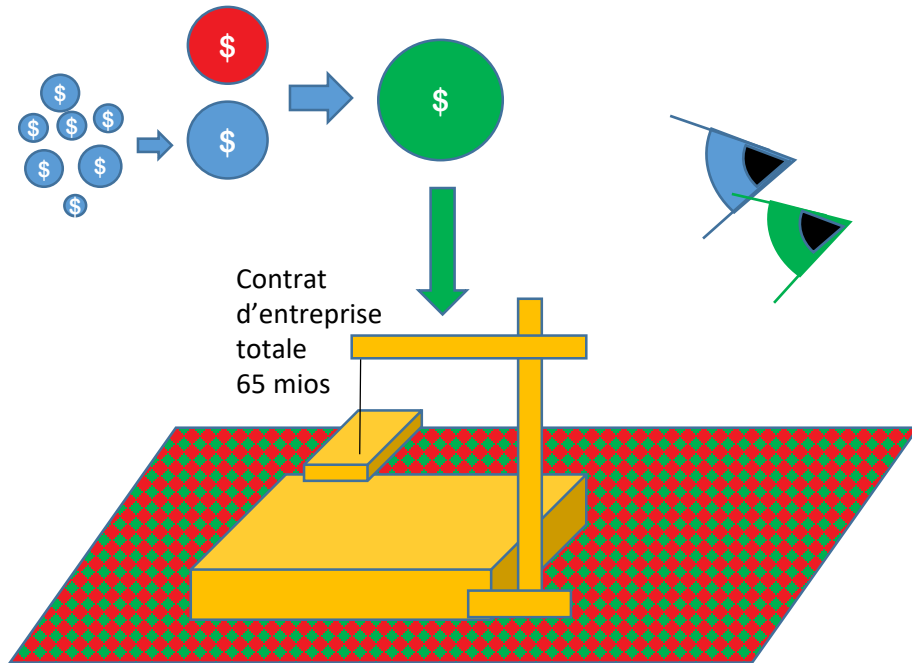 $
$
$
$
$
$
$
$
$
$
Contrat
d’entreprise
totale
65 mios